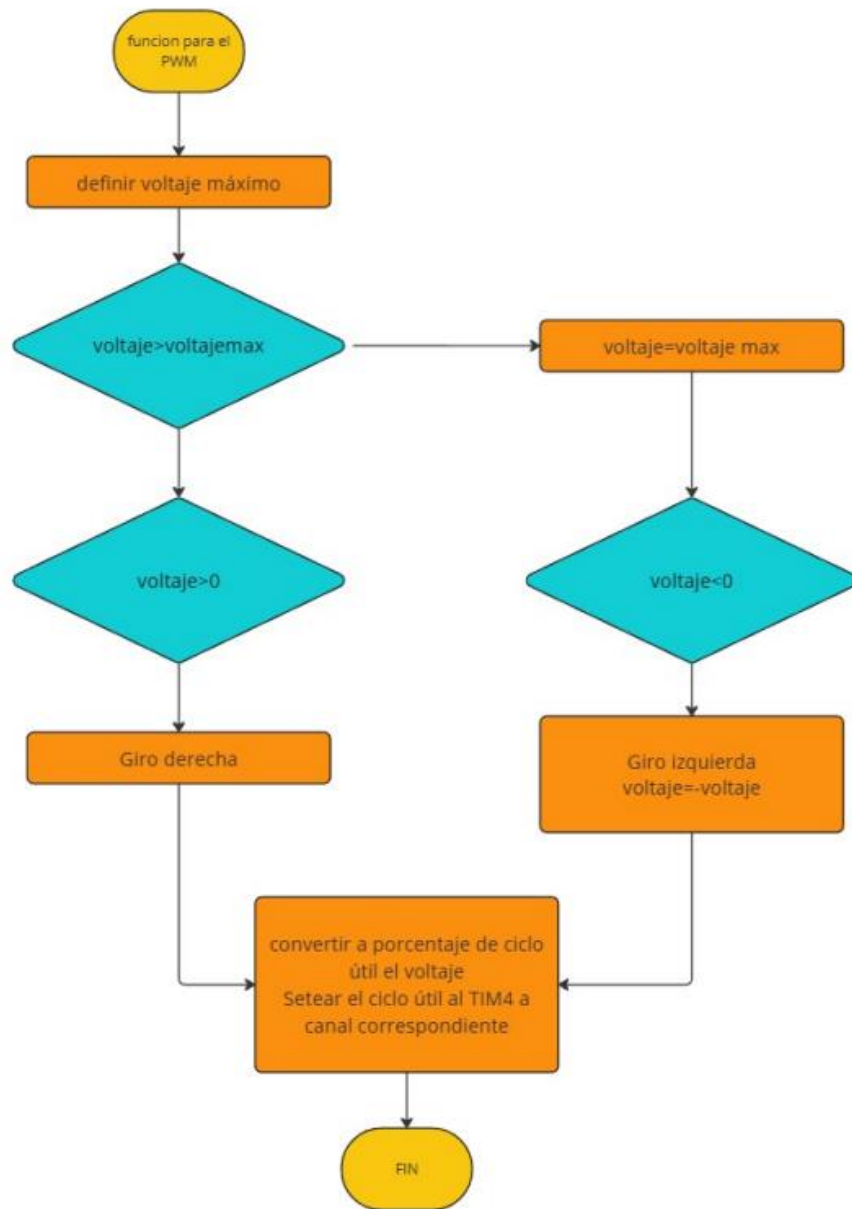 funcion para el
PWM
definir voltaje máximo
voltaje>voltajemax
voltaje=voltaje max
voltaje>0
voltaje<0
Giro derecha
Giro izquierda
voltaje=-voltaje
convertir a porcentaje de ciclo
útil el voltaje
Setear el ciclo útil al TIM4 a
canal correspondiente
FIN